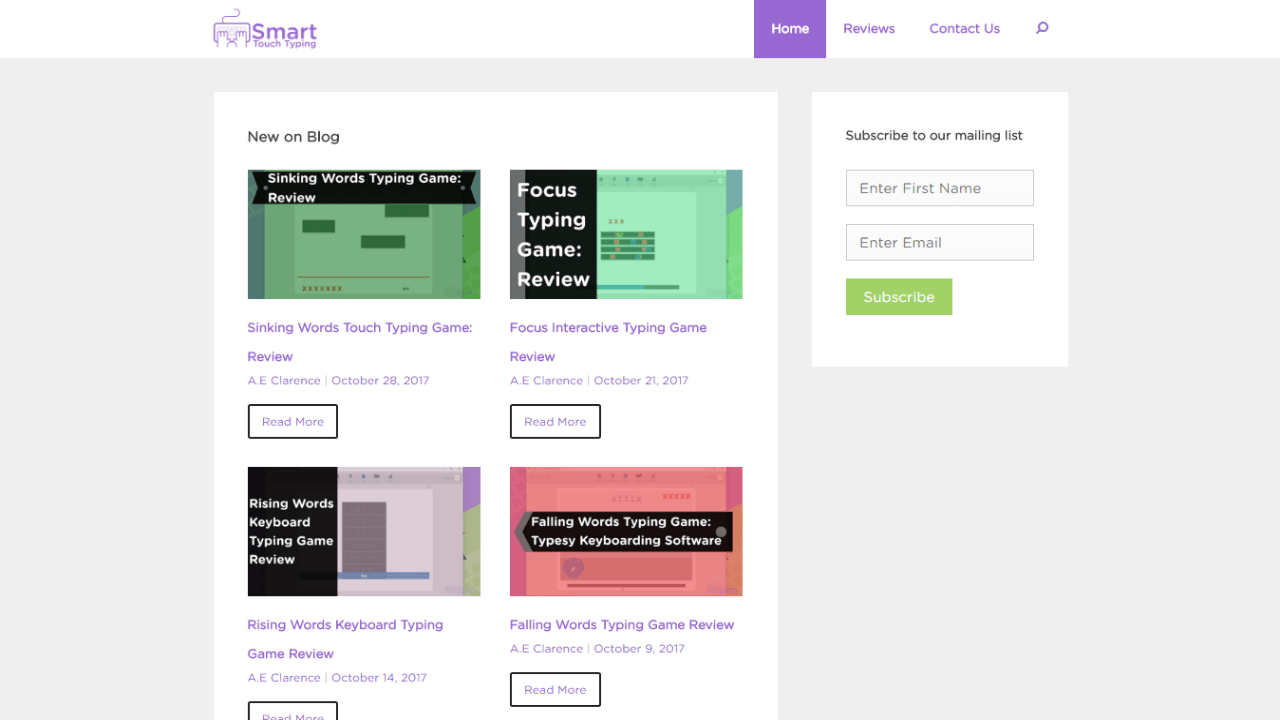 Smart
Touch Typing
Home
Reviews
Contact Us
New on Blog
Sinking Words Typing Game:
Review
Sinking Words Touch Typing Game:
Review
A.E Clarence | October 28, 2017
Read More
Focus
Typing
Game:
Review
XXX
Focus Interactive Typing Game
Review
A.E Clarence | October 21, 2017
Read More
Rising Words
Keyboard
Typing Game
Review
Rising Words Keyboard Typing
Game Review
A.E Clarence | October 14, 2017
Read More
affix
XXXXX
Falling Words Typing Game:
Typesy Keyboarding Software
Falling Words Typing Game Review
A.E Clarence | October 9, 2017
Read More
Subscribe to our mailing list
Enter First Name
Enter Email
Subscribe